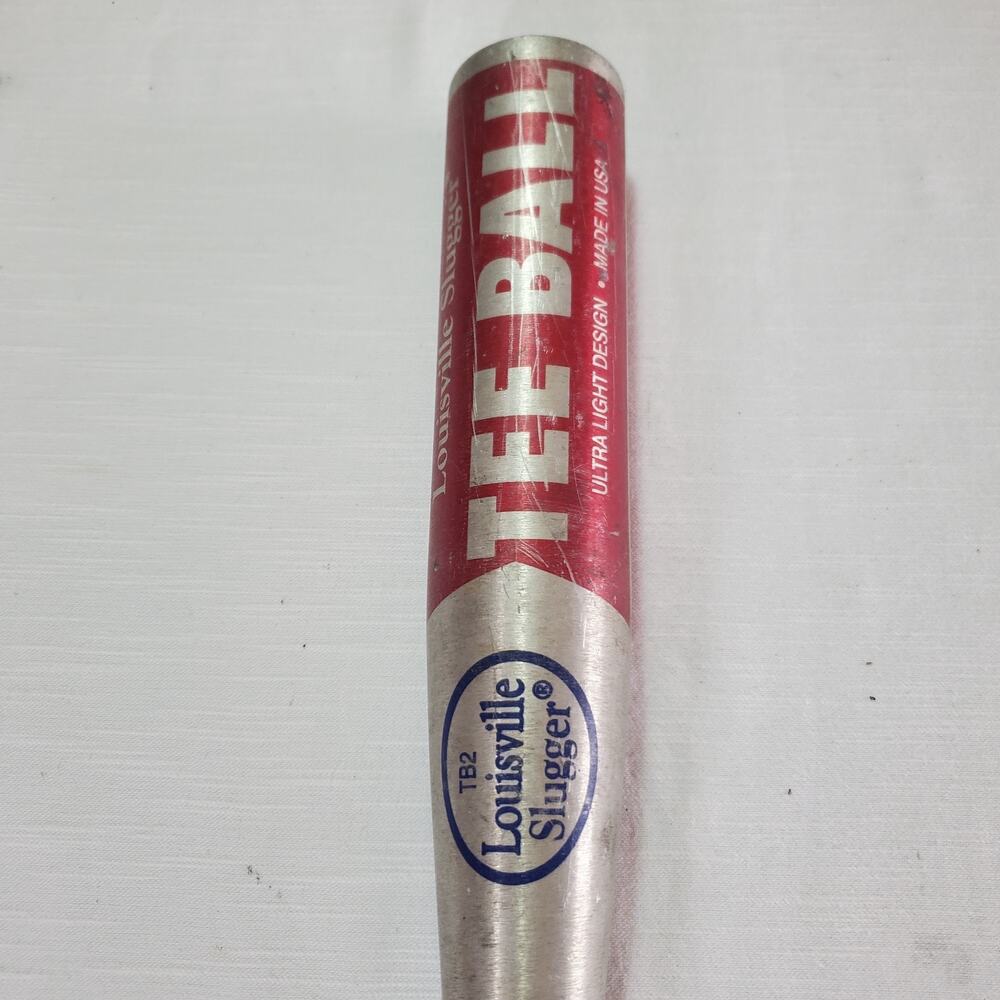 Louisville Slugger
TEE BALL
ULTRA LIGHT DESIGN • MADE IN USA
TB2
Louisville
Slugger®